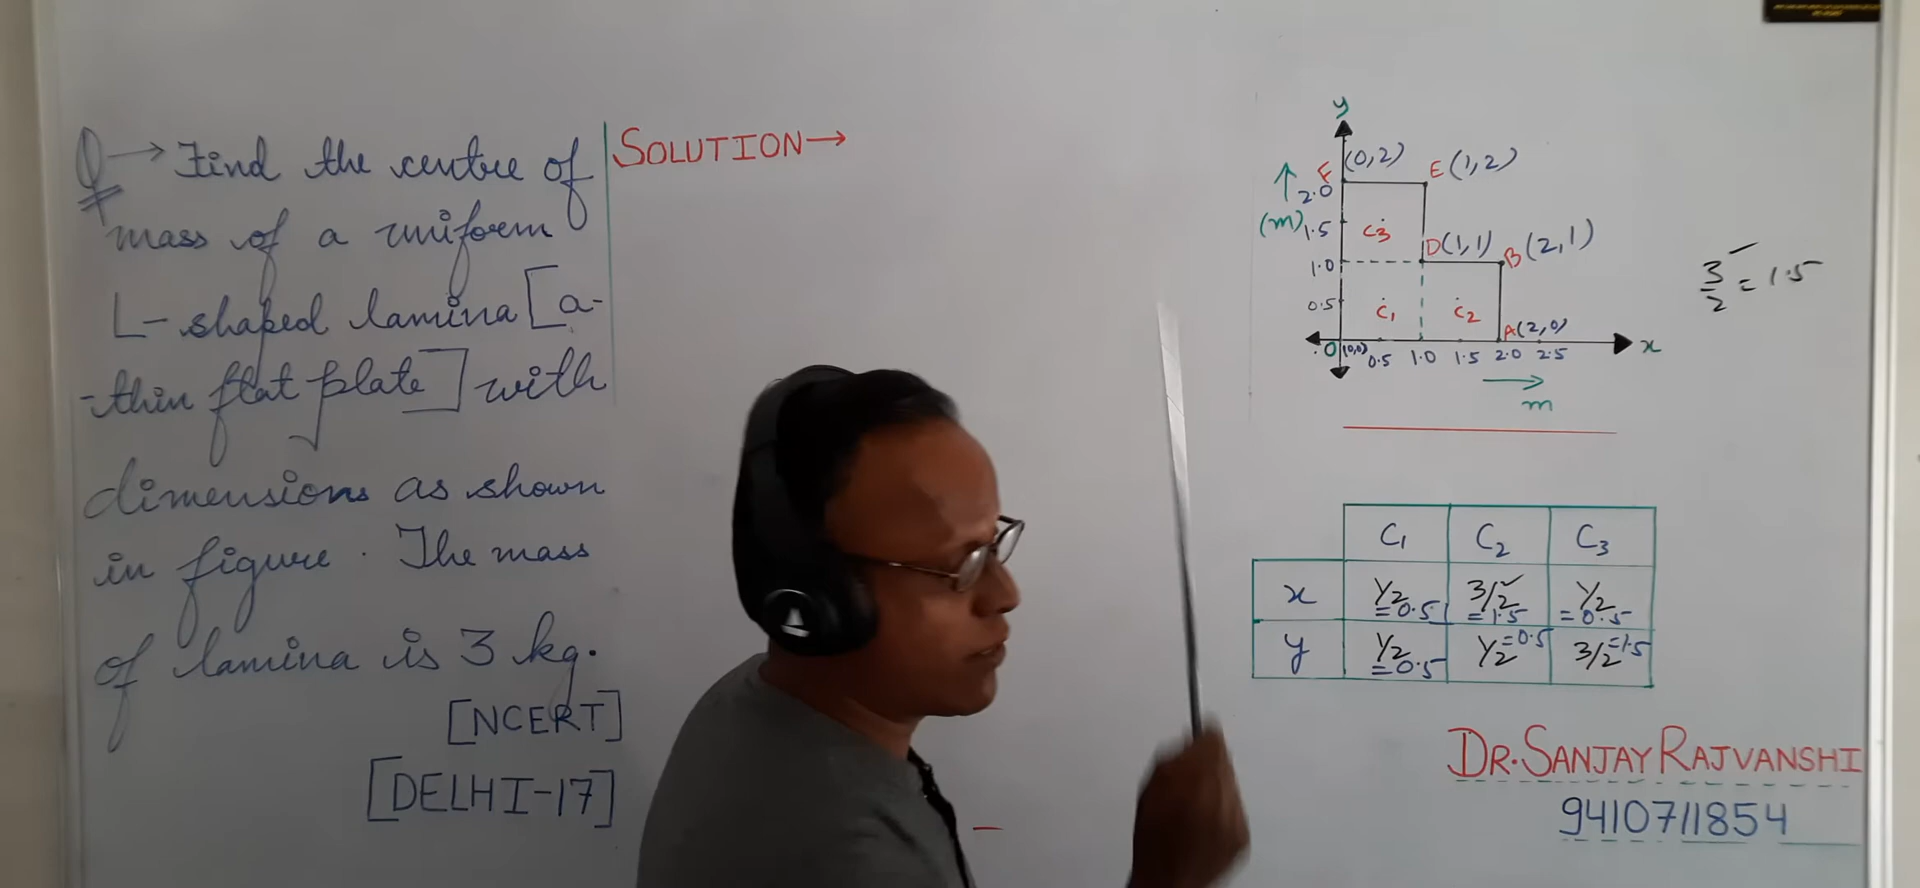 Q → Find the centre of
mass of a uniform
L-shaped lamina [a-
-thin flat plate] with
dimensions as shown
in figure. The mass
of lamina is 3 kg.
[NCERT]
[DELHI-17]
SOLUTION→
y
F (0,2) E (1,2)
2.0
(m) 1.5 C3
D(1,1) B (2,1)
1.0
0.5 C1 C2
A(2,0)
O (0,0) 0.5 1.0 1.5 2.0 2.5 x
m
3/2 = 1.5
C1 C2 C3
x 1/2 = 0.5 3/2 = 1.5 1/2 = 0.5
y 1/2 = 0.5 1/2 = 0.5 3/2 = 1.5
DR. SANJAY RAJVANSHI
9410711854